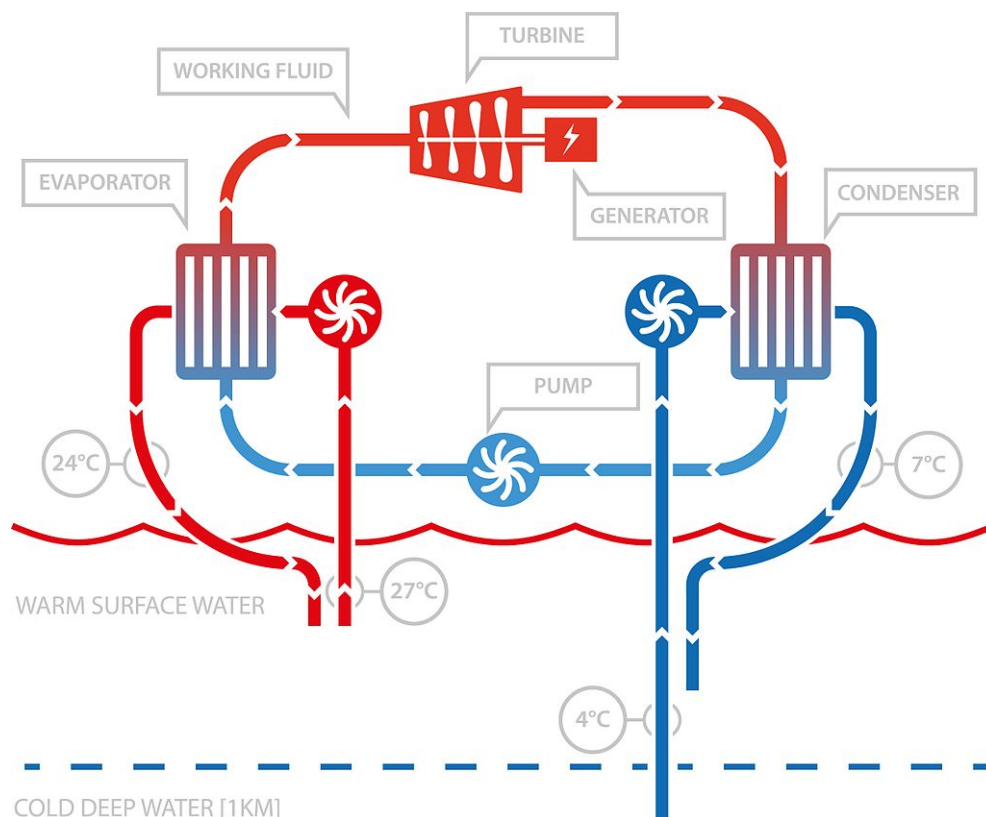 TURBINE
WORKING FLUID
EVAPORATOR
CONDENSER
GENERATOR
PUMP
24°C
7°C
27°C
WARM SURFACE WATER
4°C
COLD DEEP WATER [1KM]